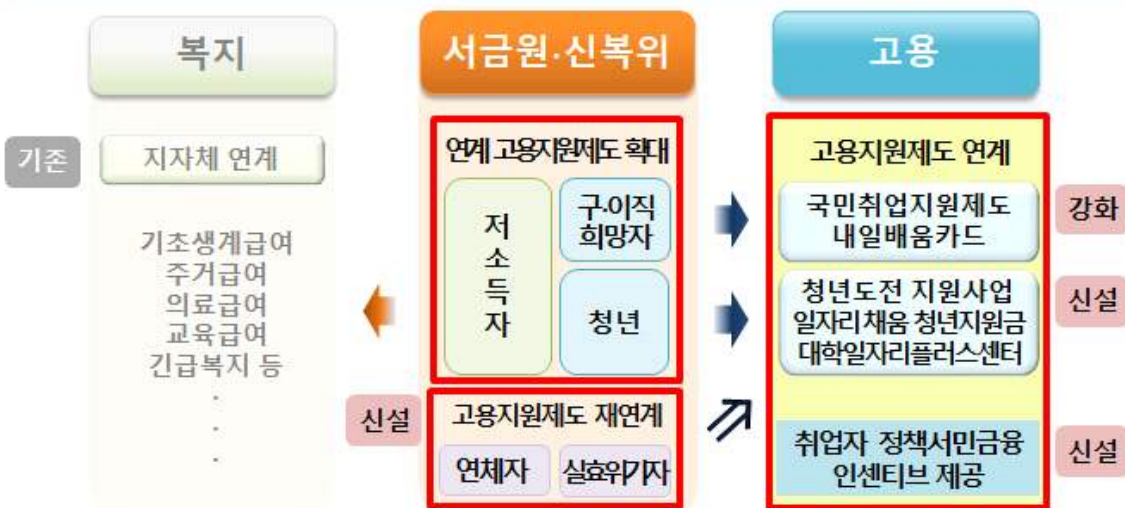 복지
기존
지자체 연계
기초생계급여
주거급여
의료급여
교육급여
긴급복지 등
.
.
.
서금원·신복위
연계 고용지원제도 확대
저
소
득
자
구·이직
희망자
청년
신설
고용지원제도 재연계
연체자
실효위기자
고용
고용지원제도 연계
국민취업지원제도
내일배움카드
강화
청년도전 지원사업
일자리채움 청년지원금
대학일자리플러스센터
신설
취업자 정책서민금융
인센티브 제공
신설